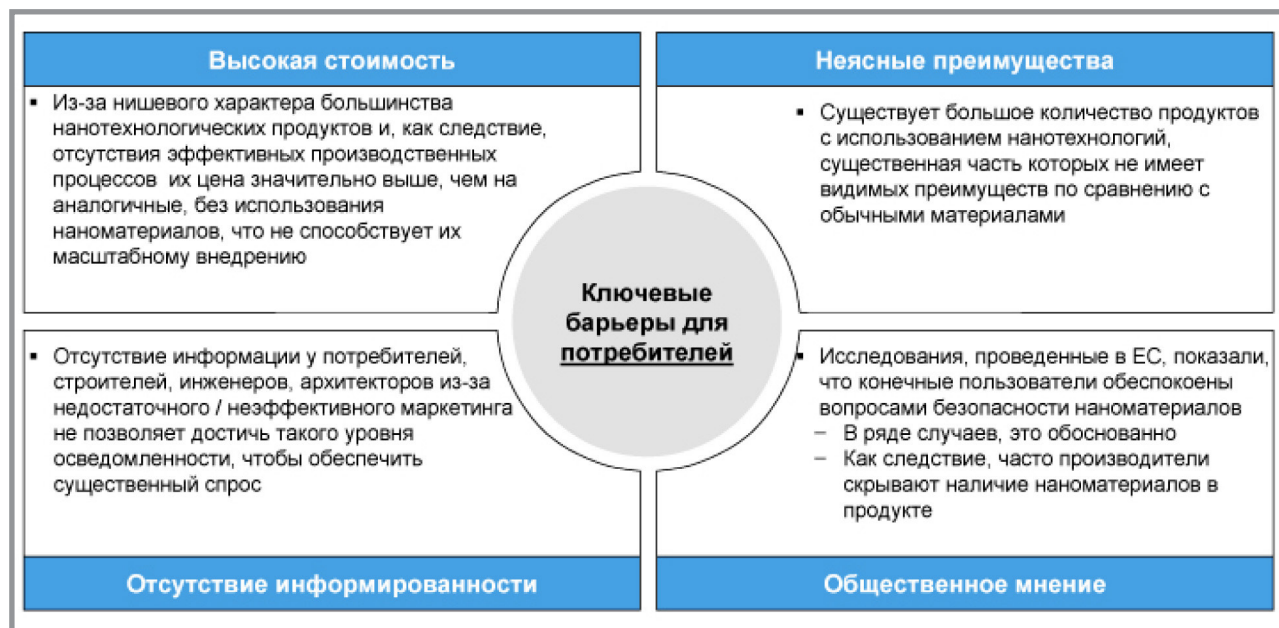 Высокая стоимость
▪ Из-за нишевого характера большинства
нанотехнологических продуктов и, как следствие,
отсутствия эффективных производственных
процессов их цена значительно выше, чем на
аналогичные, без использования
наноматериалов, что не способствует их
масштабному внедрению
Неясные преимущества
▪ Существует большое количество продуктов
с использованием нанотехнологий,
существенная часть которых не имеет
видимых преимуществ по сравнению с
обычными материалами
Ключевые
барьеры для
потребителей
▪ Отсутствие информации у потребителей,
строителей, инженеров, архитекторов из-за
недостаточного / неэффективного маркетинга
не позволяет достичь такого уровня
осведомленности, чтобы обеспечить
существенный спрос
Отсутствие информированности
▪ Исследования, проведенные в ЕС, показали,
что конечные пользователи обеспокоены
вопросами безопасности наноматериалов
– В ряде случаев, это обоснованно
– Как следствие, часто производители
скрывают наличие наноматериалов в
продукте
Общественное мнение